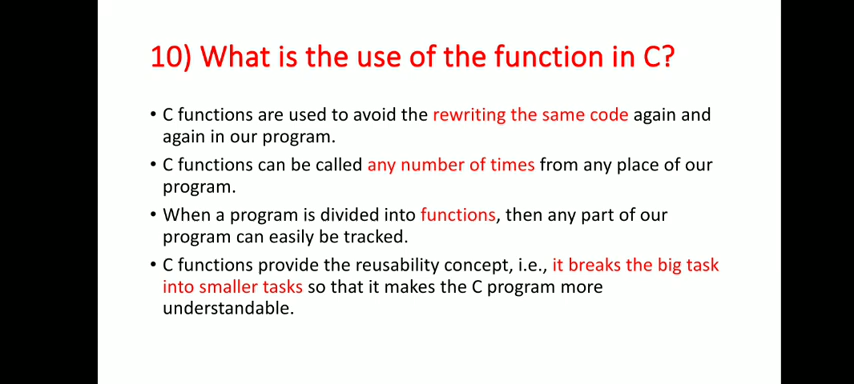 10) What is the use of the function in C?
• C functions are used to avoid the rewriting the same code again and
again in our program.
• C functions can be called any number of times from any place of our
program.
• When a program is divided into functions, then any part of our
program can easily be tracked.
• C functions provide the reusability concept, i.e., it breaks the big task
into smaller tasks so that it makes the C program more
understandable.